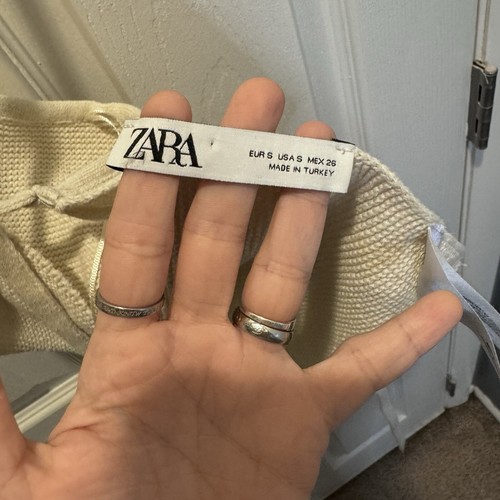 ZARA
EUR S USA S MEX 26
MADE IN TURKEY